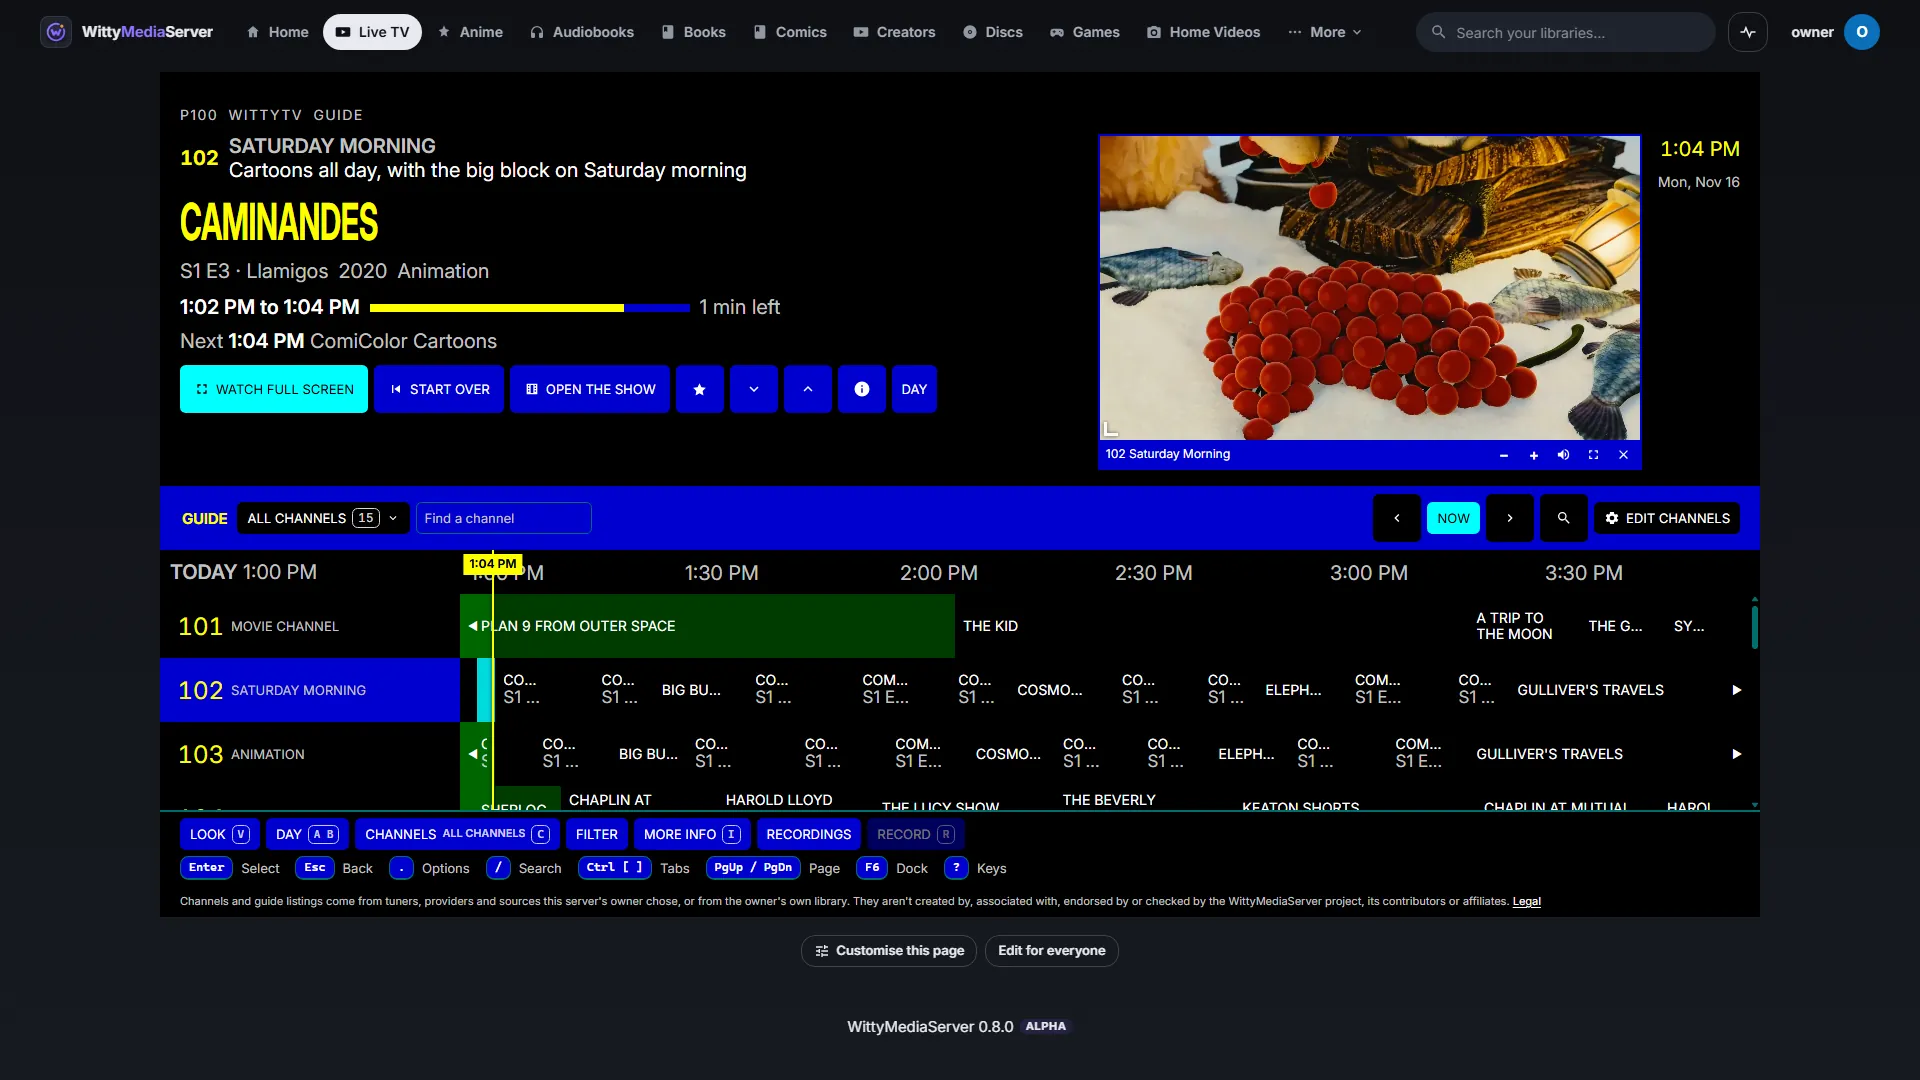 WittyMediaServer
Home
Live TV
Anime
Audiobooks
Books
Comics
Creators
Discs
Games
Home Videos
More
Search your libraries...
owner
O
P100 WITTYTV GUIDE
102
SATURDAY MORNING
Cartoons all day, with the big block on Saturday morning
CAMINANDES
S1 E3 · Llamigos 2020 Animation
1:02 PM to 1:04 PM
1 min left
Next 1:04 PM ComiColor Cartoons
WATCH FULL SCREEN
START OVER
OPEN THE SHOW
DAY
102 Saturday Morning
1:04 PM
Mon, Nov 16
GUIDE
ALL CHANNELS 15
Find a channel
NOW
EDIT CHANNELS
TODAY 1:00 PM
1:04 PM
1:30 PM
2:00 PM
2:30 PM
3:00 PM
3:30 PM
101 MOVIE CHANNEL
PLAN 9 FROM OUTER SPACE
THE KID
A TRIP TO
THE MOON
THE G...
SY...
102 SATURDAY MORNING
CO...
S1 ...
CO...
S1 ...
BIG BU...
CO...
S1 ...
COM...
S1 E...
CO...
S1 ...
COSMO...
CO...
S1 ...
CO...
S1 ...
ELEPH...
COM...
S1 E...
CO...
S1 ...
GULLIVER'S TRAVELS
103 ANIMATION
CO...
S1 ...
BIG BU...
CO...
S1 ...
CO...
S1 ...
COM...
S1 E...
COSMO...
CO...
S1 ...
CO...
S1 ...
ELEPH...
CO...
S1 ...
COM...
S1 E...
GULLIVER'S TRAVELS
CHAPLIN AT
HAROLD LLOYD
THE LUCY SHOW
THE BEVERLY
KEATON SHORTS
CHAPLIN AT MUTUAL
LOOK V
DAY A B
CHANNELS ALL CHANNELS C
FILTER
MORE INFO I
RECORDINGS
RECORD R
Enter Select
Esc Back
. Options
/ Search
Ctrl [ ] Tabs
PgUp / PgDn Page
F6 Dock
? Keys
Channels and guide listings come from tuners, providers and sources this server's owner chose, or from the owner's own library. They aren't created by, associated with, endorsed by or checked by the WittyMediaServer project, its contributors or affiliates. Legal
Customise this page
Edit for everyone
WittyMediaServer 0.8.0 ALPHA